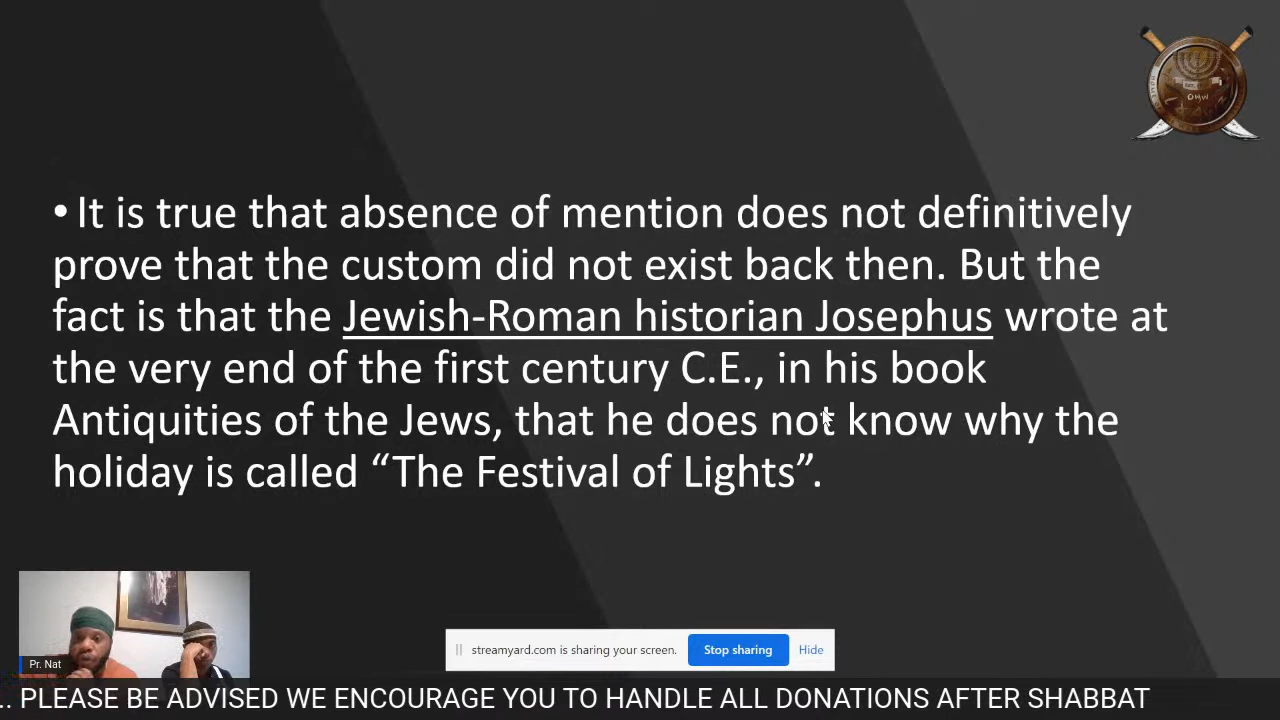 • It is true that absence of mention does not definitively
prove that the custom did not exist back then. But the
fact is that the Jewish-Roman historian Josephus wrote at
the very end of the first century C.E., in his book
Antiquities of the Jews, that he does not know why the
holiday is called “The Festival of Lights”.
Pr. Nat
streamyard.com is sharing your screen.
Stop sharing
Hide
.. PLEASE BE ADVISED WE ENCOURAGE YOU TO HANDLE ALL DONATIONS AFTER SHABBAT